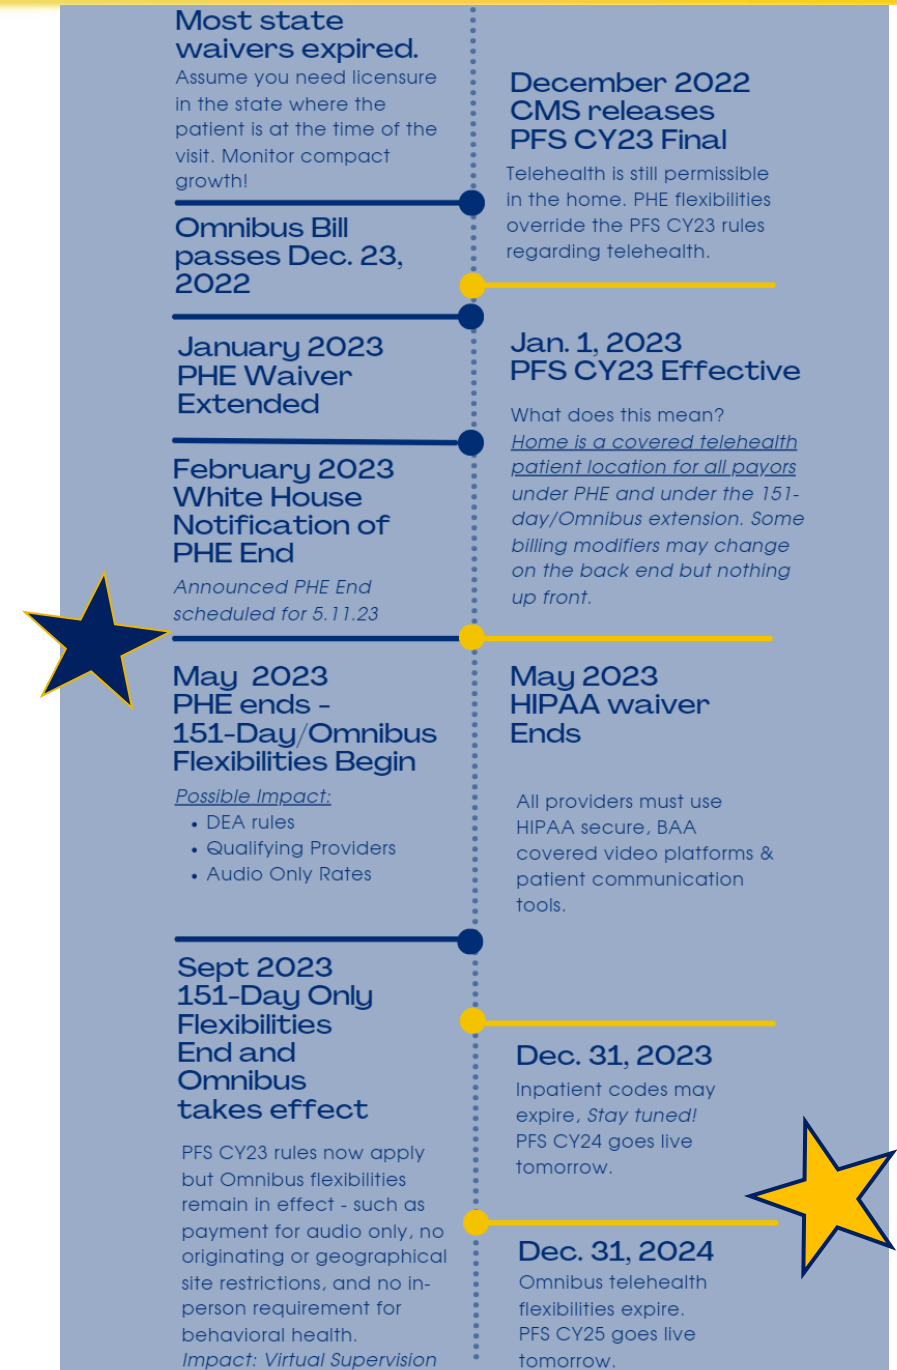 Most state
waivers expired.
Assume you need licensure
in the state where the
patient is at the time of the
visit. Monitor compact
growth!
December 2022
CMS releases
PFS CY23 Final
Telehealth is still permissible
in the home. PHE flexibilities
override the PFS CY23 rules
regarding telehealth.
Omnibus Bill
passes Dec. 23,
2022
January 2023
PHE Waiver
Extended
Jan. 1, 2023
PFS CY23 Effective
What does this mean?
Home is a covered telehealth
patient location for all payors
under PHE and under the 151-
day/Omnibus extension. Some
billing modifiers may change
on the back end but nothing
up front.
February 2023
White House
Notification of
PHE End
Announced PHE End
scheduled for 5.11.23
May 2023
PHE ends -
151-Day/Omnibus
Flexibilities Begin
Possible Impact:
• DEA rules
• Qualifying Providers
• Audio Only Rates
May 2023
HIPAA waiver
Ends
All providers must use
HIPAA secure, BAA
covered video platforms &
patient communication
tools.
Sept 2023
151-Day Only
Flexibilities
End and
Omnibus
takes effect
PFS CY23 rules now apply
but Omnibus flexibilities
remain in effect - such as
payment for audio only, no
originating or geographical
site restrictions, and no in-
person requirement for
behavioral health.
Impact: Virtual Supervision
Dec. 31, 2023
Inpatient codes may
expire, Stay tuned!
PFS CY24 goes live
tomorrow.
Dec. 31, 2024
Omnibus telehealth
flexibilities expire.
PFS CY25 goes live
tomorrow.